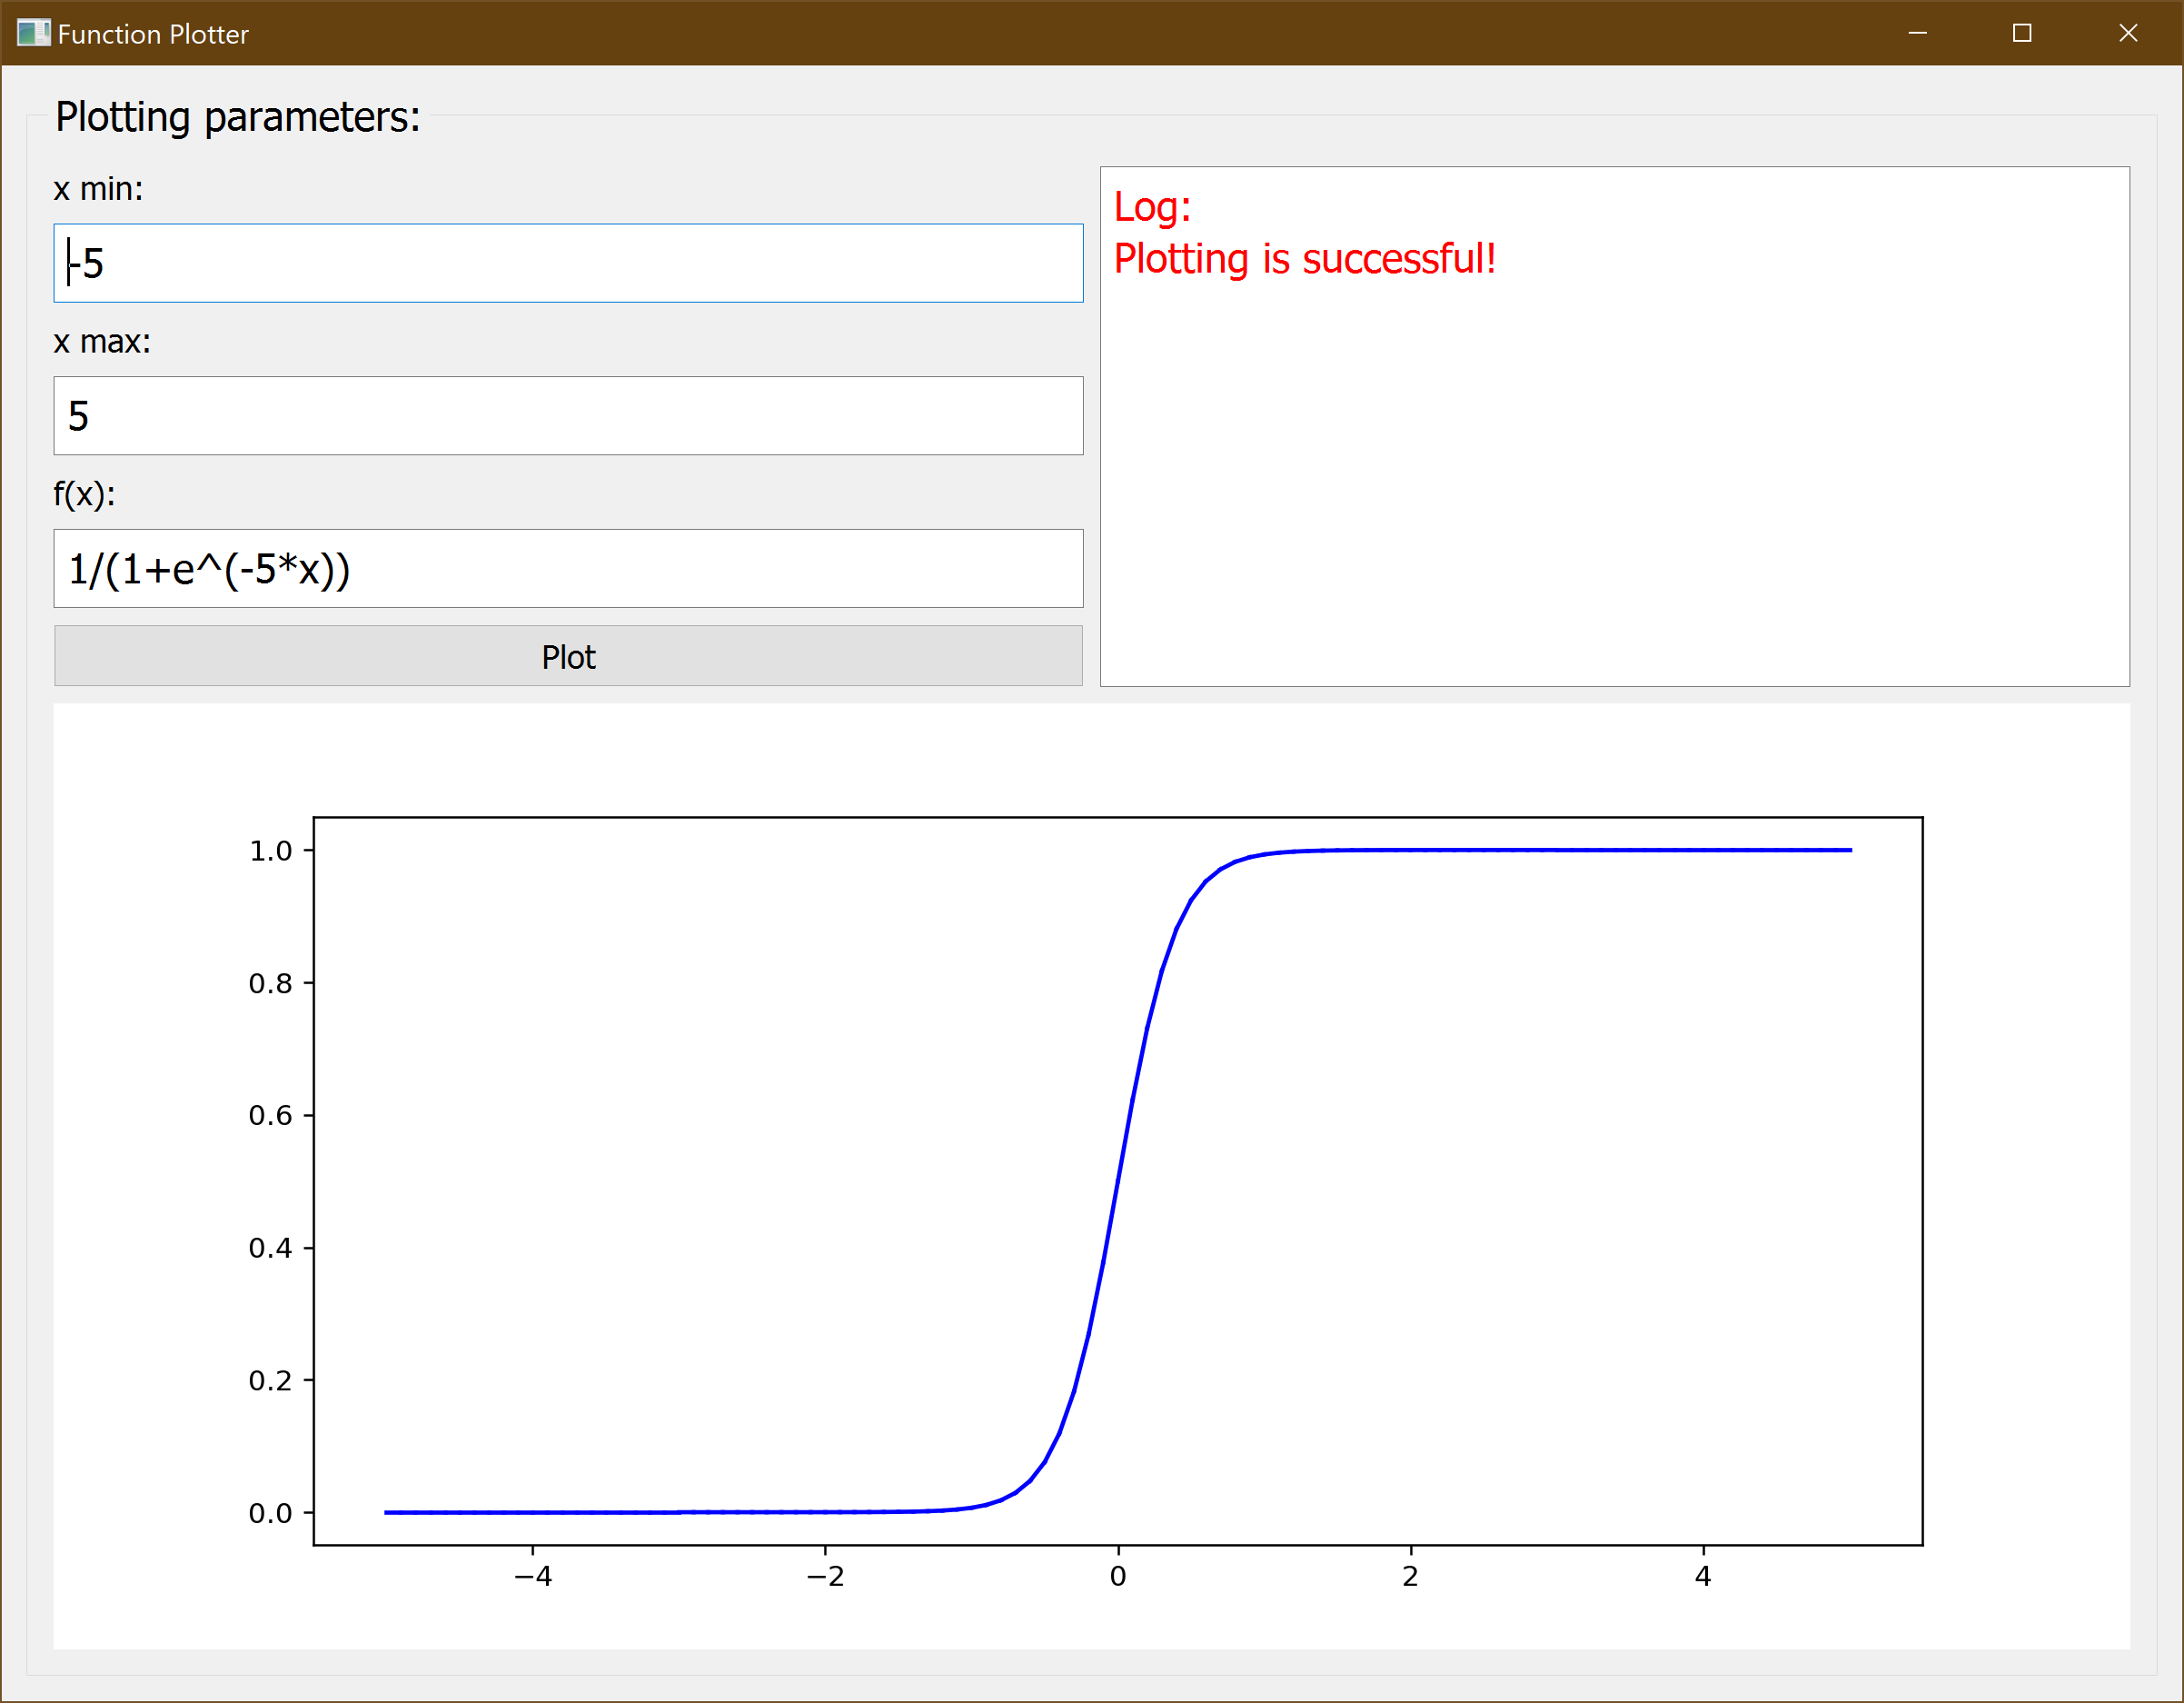 Function Plotter
Plotting parameters:
x min:
-5
x max:
5
f(x):
1/(1+e^(-5*x))
Plot
Log:
Plotting is successful!
1.0
0.8
0.6
0.4
0.2
0.0
−4 −2 0 2 4